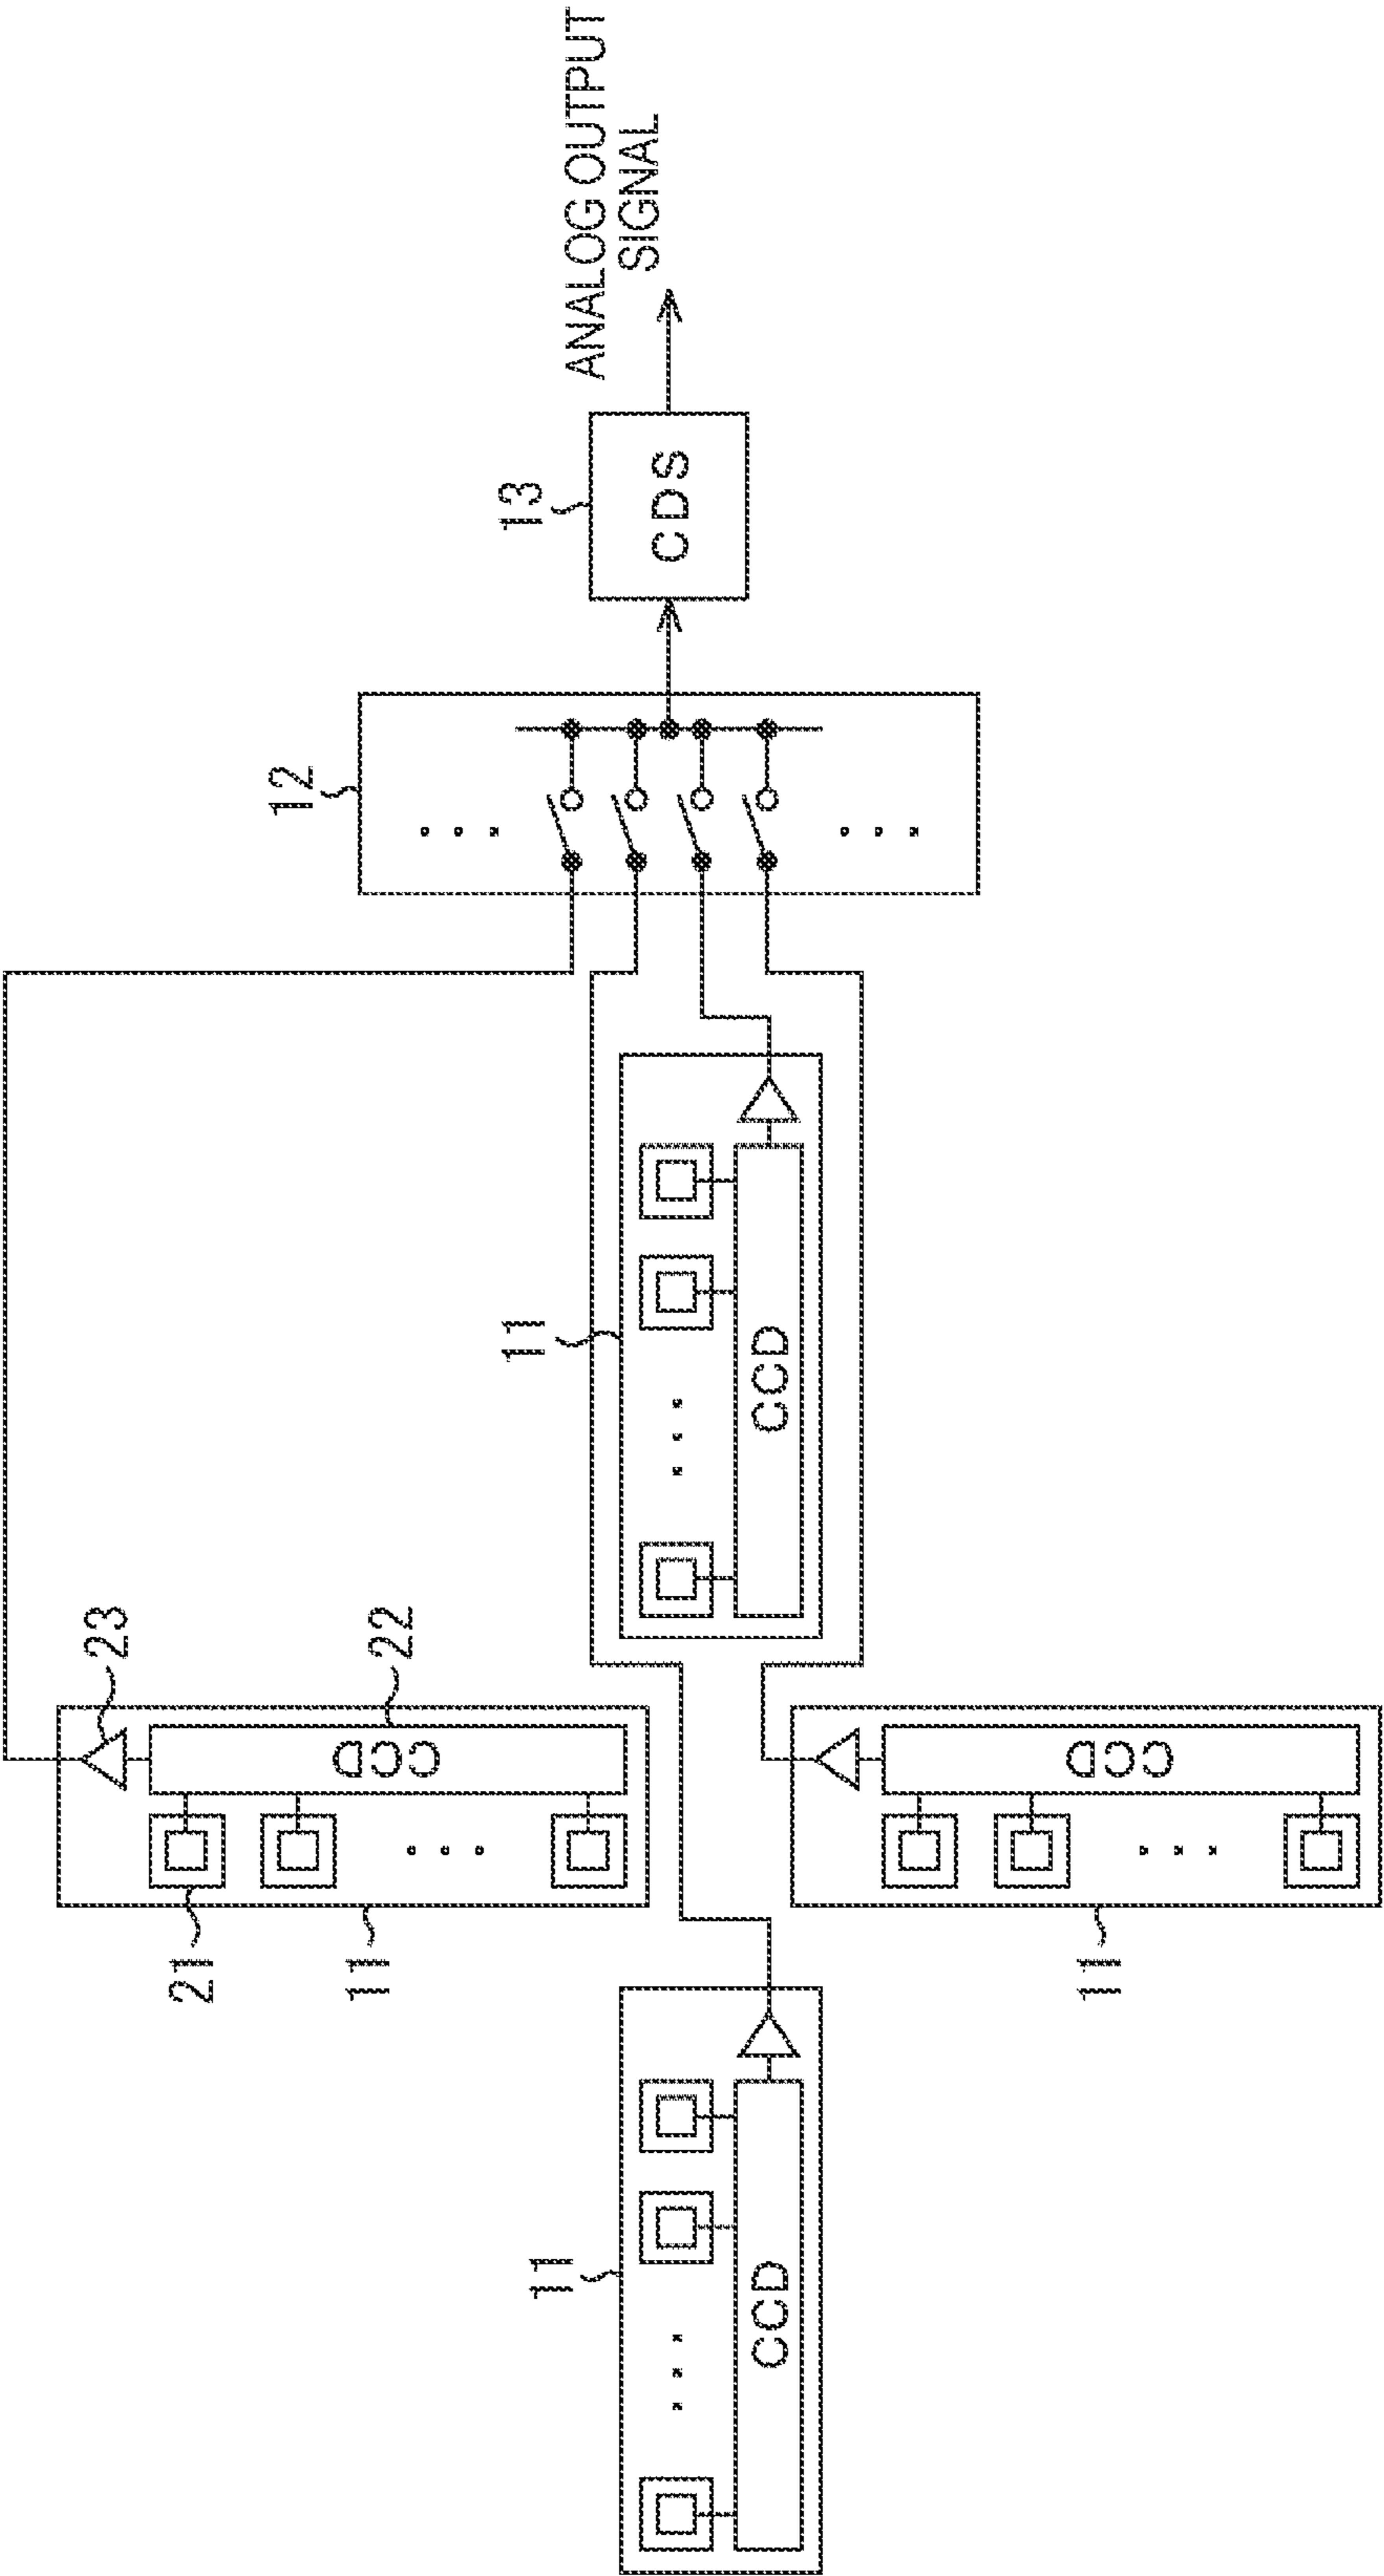 ANALOG OUTPUT
SIGNAL
13
CDS
12
11
CCD
23
22
CCD
21
11
CCD
11
11
CCD